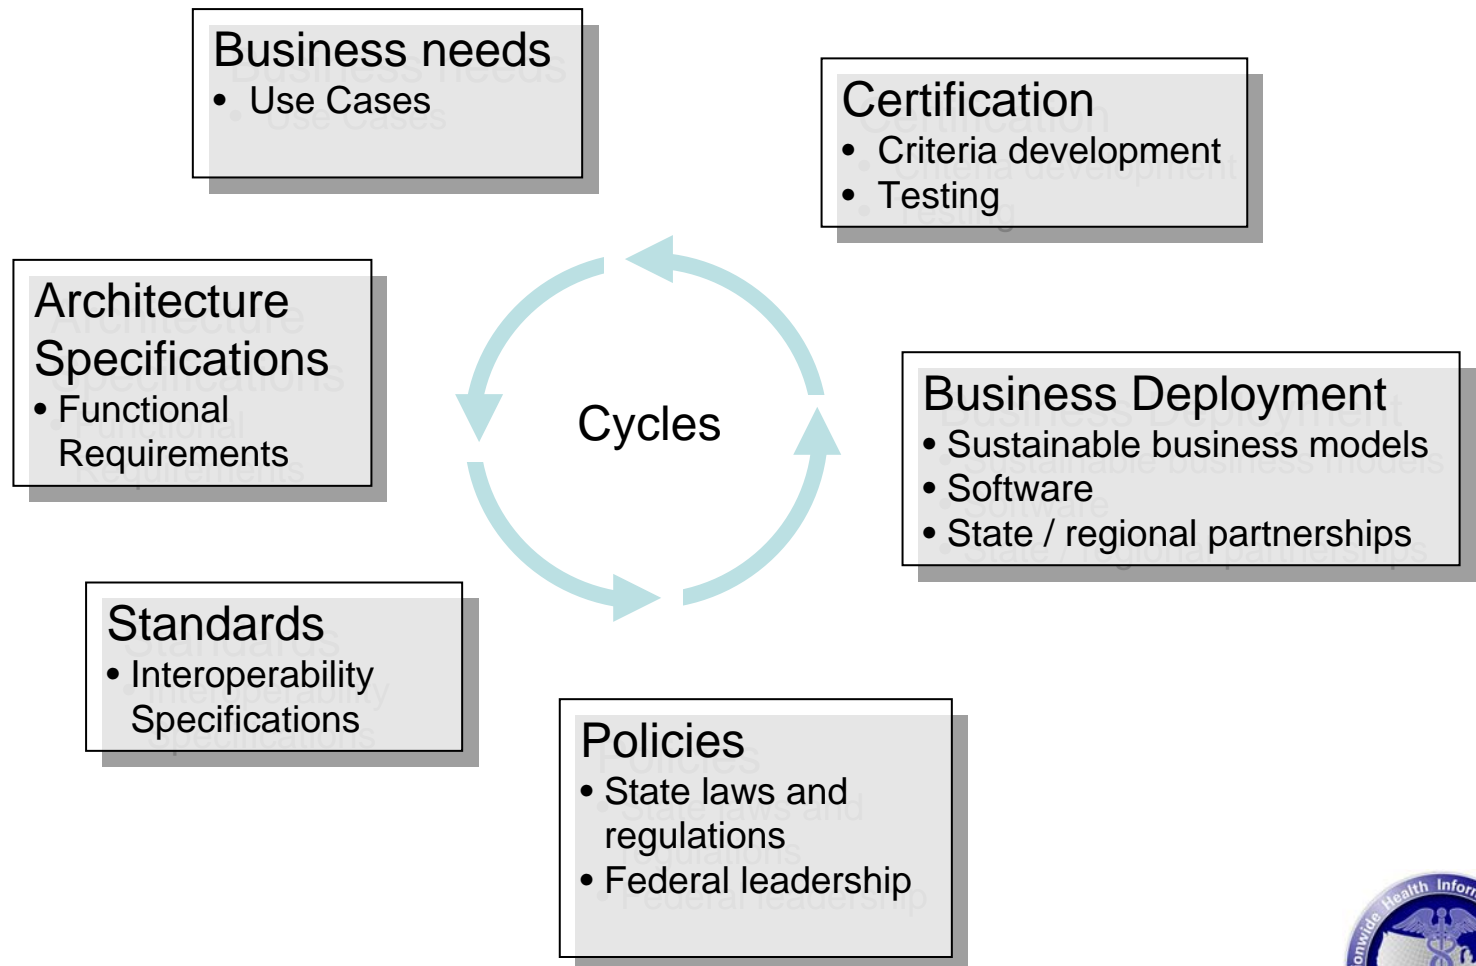 Business needs
• Use Cases
Certification
• Criteria development
• Testing
Architecture
Specifications
• Functional
Requirements
Cycles
Business Deployment
• Sustainable business models
• Software
• State / regional partnerships
Standards
• Interoperability
Specifications
Policies
• State laws and
regulations
• Federal leadership
Health